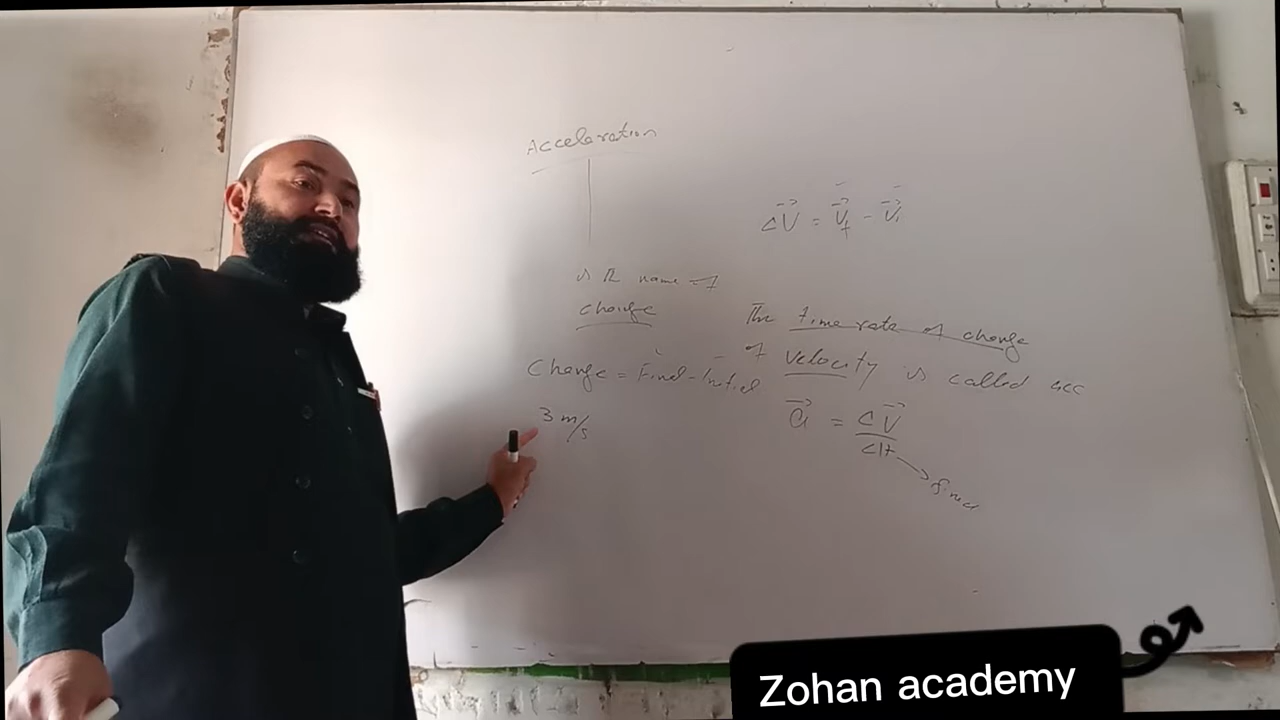 Acceleration
ΔV⃗ = V⃗f - V⃗i
is the name of
change
The time rate of change
of velocity is called acc
Change = Final - Initial
3 m/s
a⃗ = ΔV⃗
Δt
Zohan academy